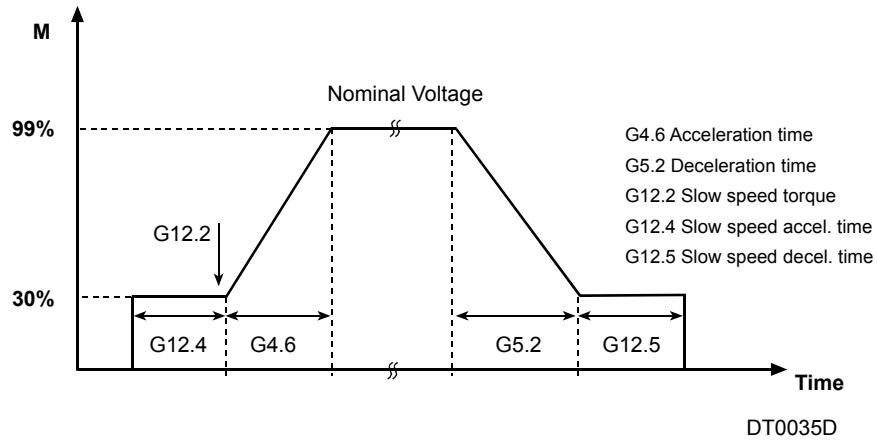 M
Nominal Voltage
99%
G4.6 Acceleration time
G5.2 Deceleration time
G12.2 Slow speed torque
G12.4 Slow speed accel. time
G12.5 Slow speed decel. time
G12.2
30%
G12.4
G4.6
G5.2
G12.5
Time
DT0035D